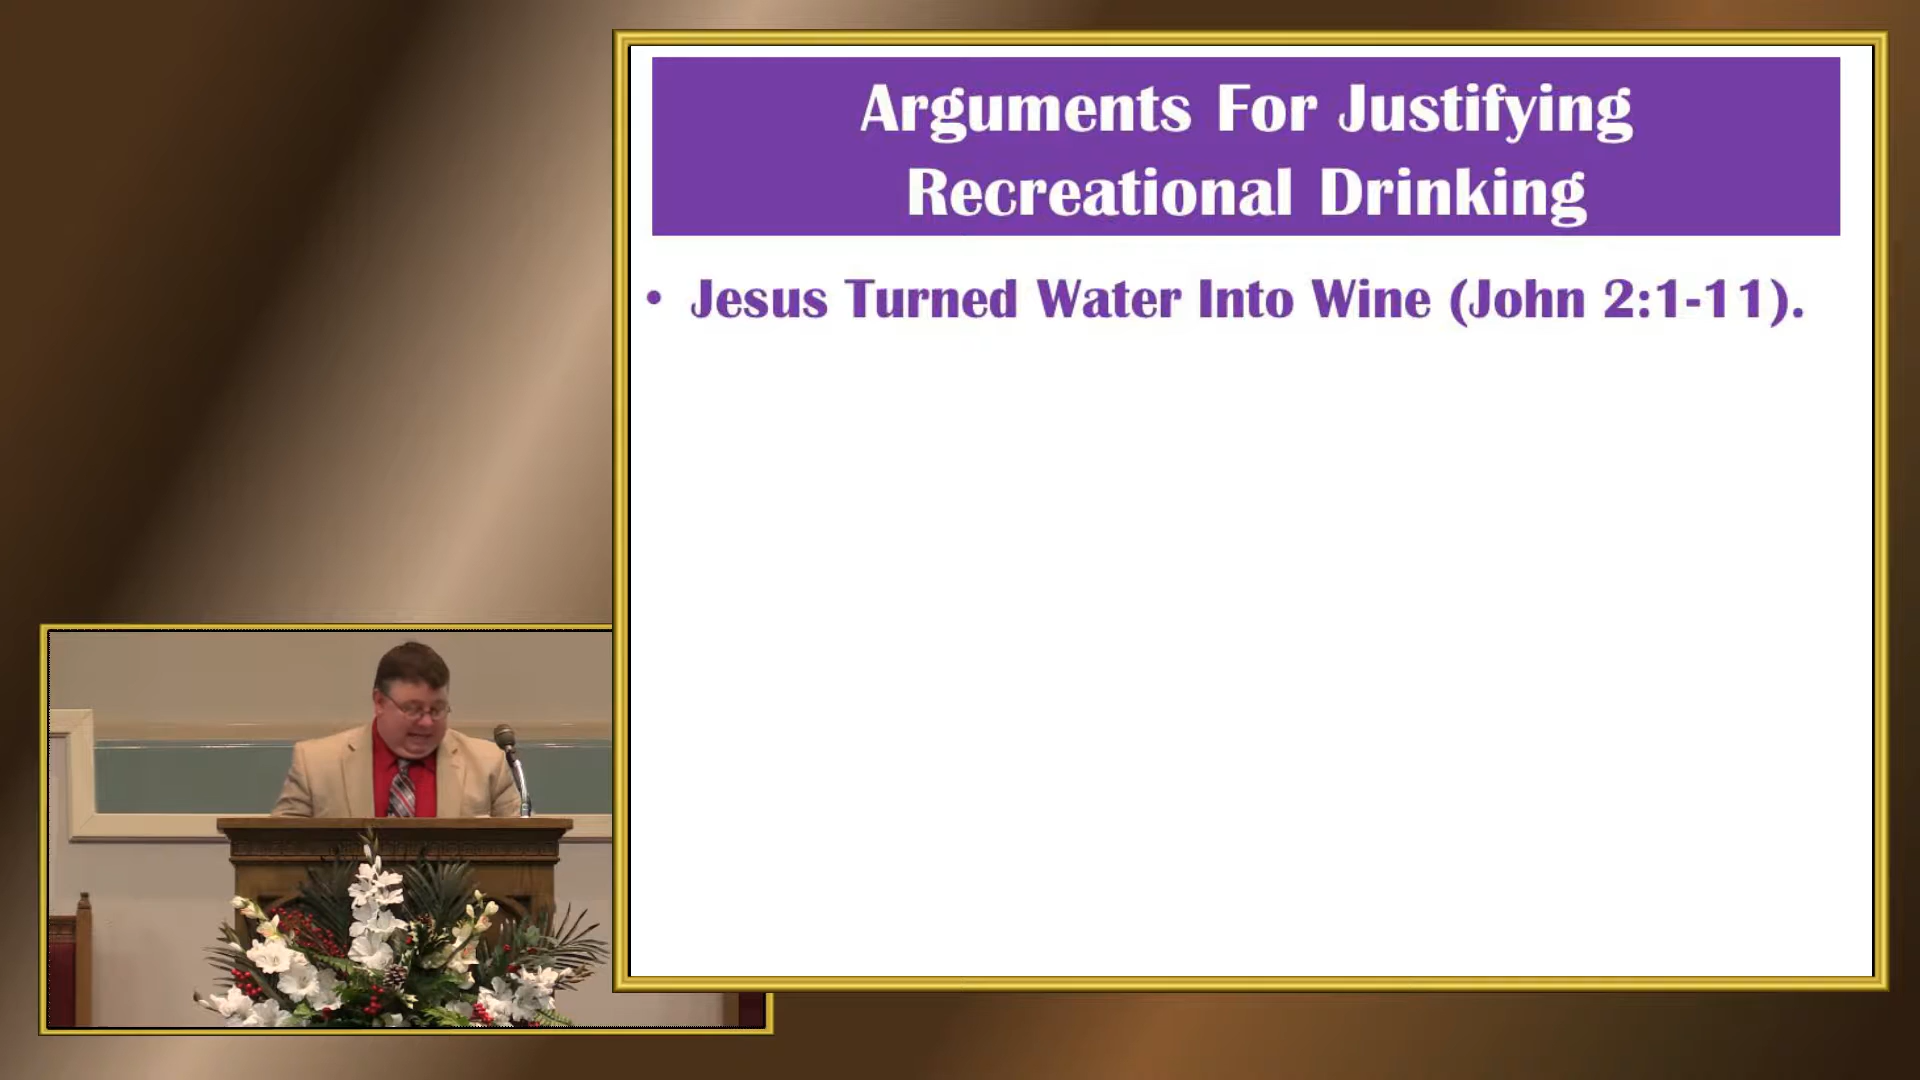 Arguments For Justifying
Recreational Drinking
• Jesus Turned Water Into Wine (John 2:1-11).